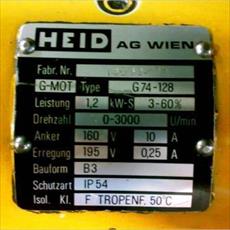 HEID AG WIEN
Fabr. Nr.
G-MOT Type G74-128
Leistung 1,2 kW-S 3-60%
Drehzahl 0-3000 U/min
Anker 160 V 10 A
Erregung 195 V 0,25 A
Bauform B3
Schutzart IP54
Isol. Kl. F TROPENF. 50°C